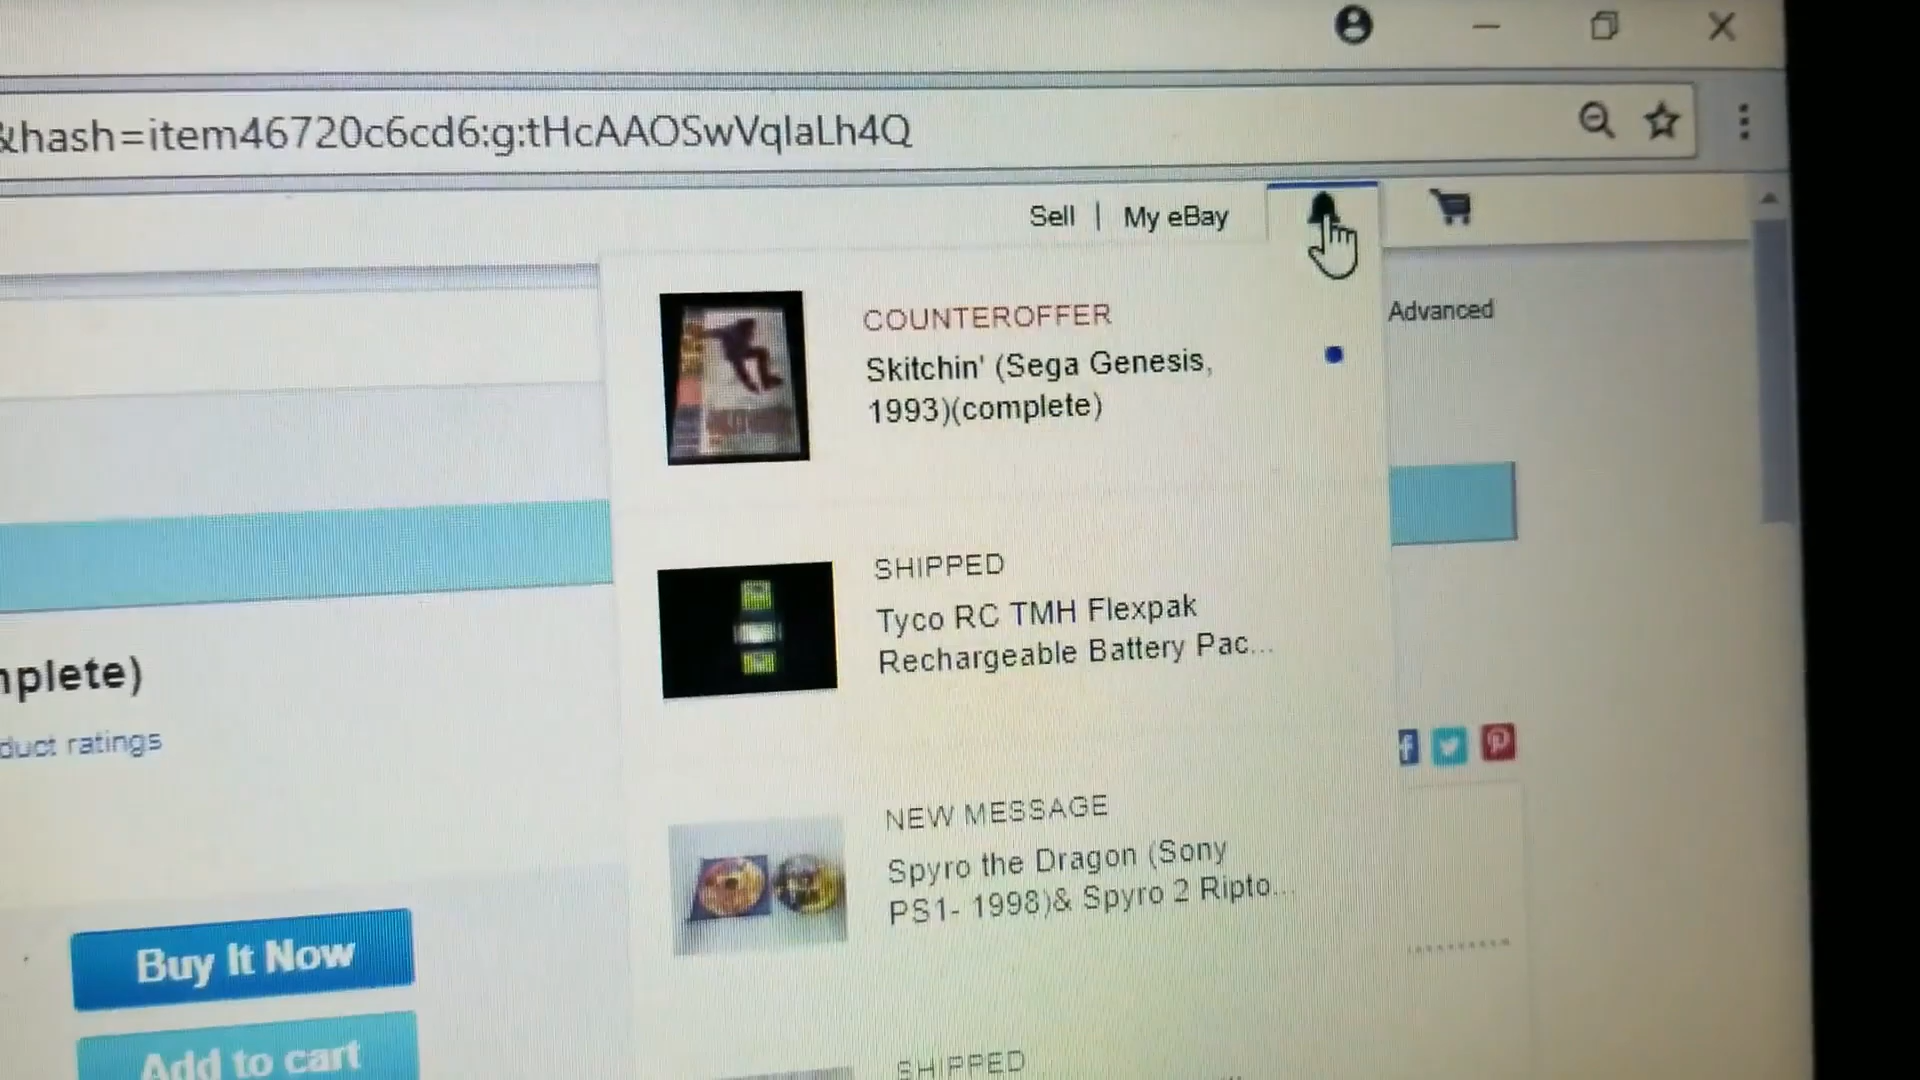 &hash=item46720c6cd6:g:tHcAAOSwVqlaLh4Q
Sell | My eBay
Advanced
COUNTEROFFER
Skitchin' (Sega Genesis,
1993)(complete)
SHIPPED
Tyco RC TMH Flexpak
Rechargeable Battery Pac...
mplete)
duct ratings
NEW MESSAGE
Spyro the Dragon (Sony
PS1- 1998)& Spyro 2 Ripto...
Buy It Now
Add to cart
SHIPPED